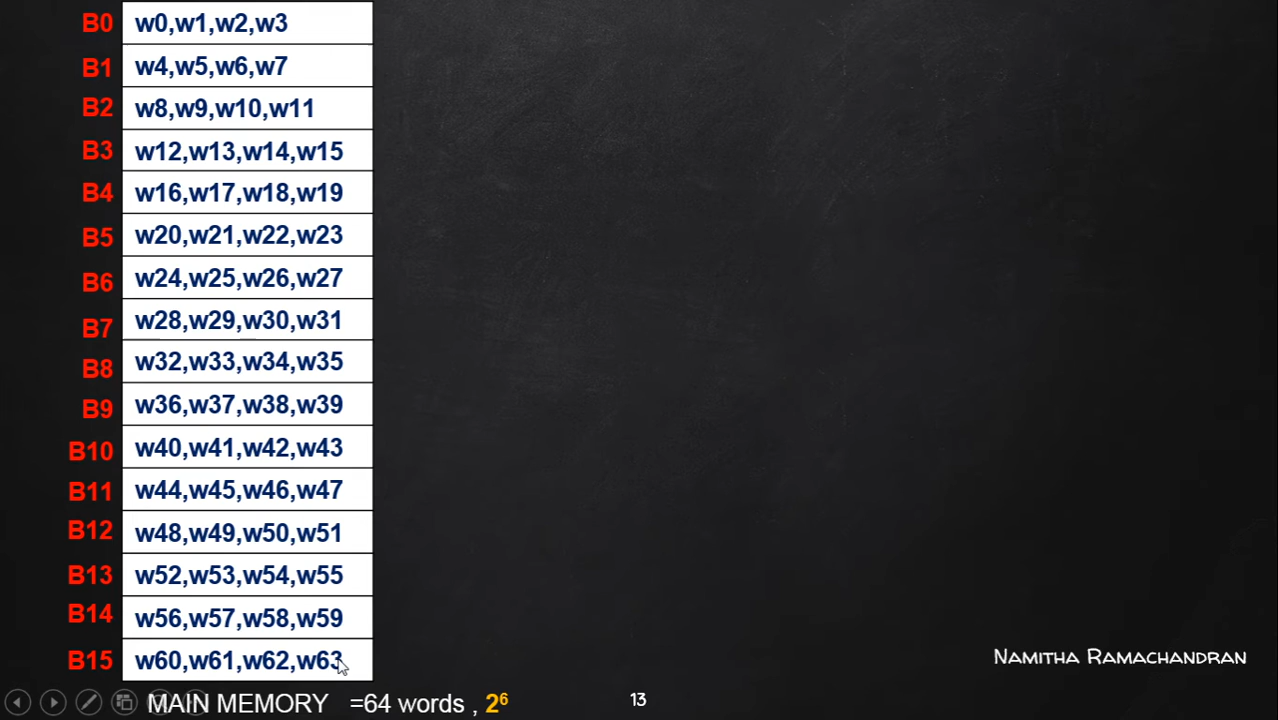 B0 w0,w1,w2,w3
B1 w4,w5,w6,w7
B2 w8,w9,w10,w11
B3 w12,w13,w14,w15
B4 w16,w17,w18,w19
B5 w20,w21,w22,w23
B6 w24,w25,w26,w27
B7 w28,w29,w30,w31
B8 w32,w33,w34,w35
B9 w36,w37,w38,w39
B10 w40,w41,w42,w43
B11 w44,w45,w46,w47
B12 w48,w49,w50,w51
B13 w52,w53,w54,w55
B14 w56,w57,w58,w59
B15 w60,w61,w62,w63
Namitha Ramachandran
MAIN MEMORY =64 words , 2⁶
13